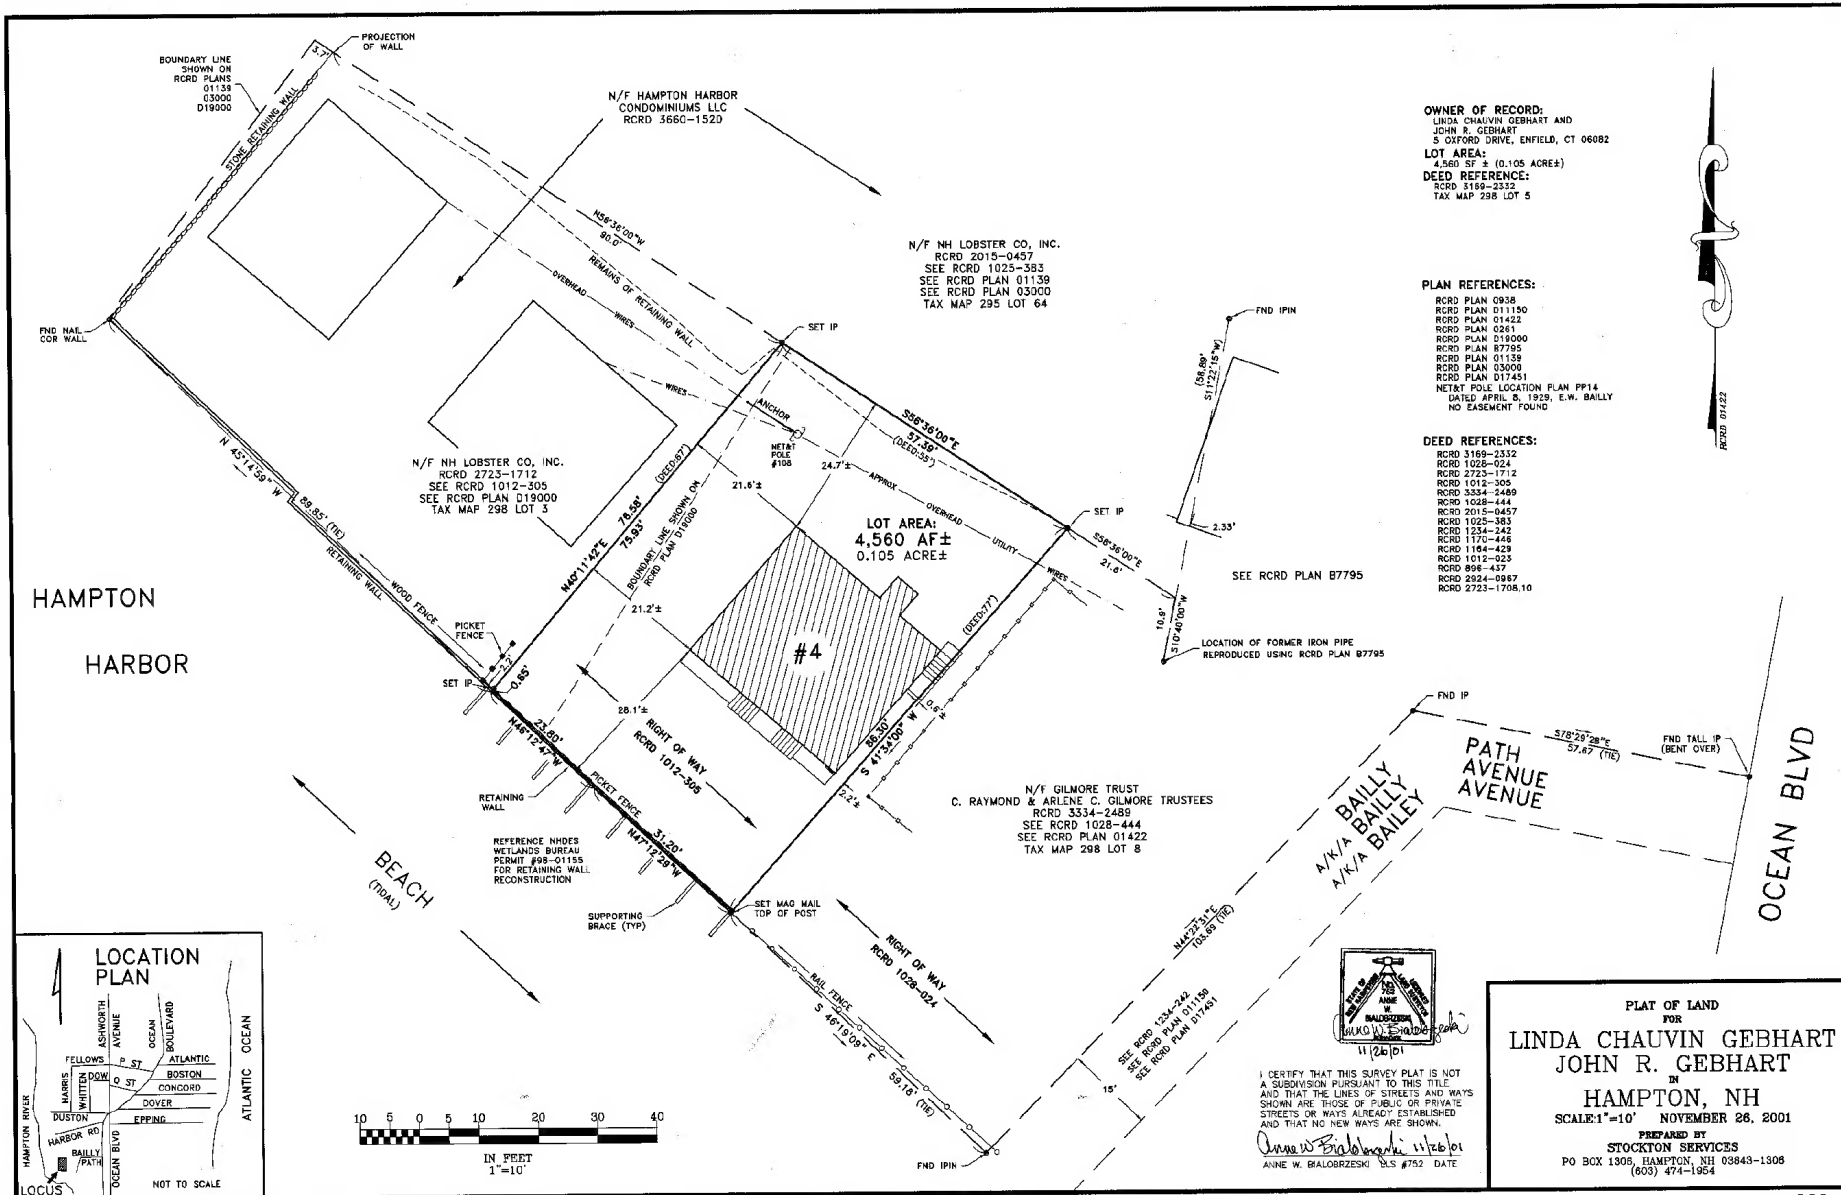 PROJECTION
OF WALL
3.7'
BOUNDARY LINE
SHOWN ON
RCRD PLANS
01139
03000
D19000
STONE RETAINING WALL
N/F HAMPTON HARBOR
CONDOMINIUMS LLC
RCRD 3660-1520
OWNER OF RECORD:
LINDA CHAUVIN GEBHART AND
JOHN R. GEBHART
5 OXFORD DRIVE, ENFIELD, CT 06082
LOT AREA:
4,560 SF ± (0.105 ACRE±)
DEED REFERENCE:
RCRD 3169-2332
TAX MAP 298 LOT 5
N56°36'00"W
90.0'
REMAINS OF RETAINING WALL
OVERHEAD
WIRES
N/F NH LOBSTER CO, INC.
RCRD 2015-0457
SEE RCRD 1025-383
SEE RCRD PLAN 01139
SEE RCRD PLAN 03000
TAX MAP 295 LOT 64
PLAN REFERENCES:
RCRD PLAN 0938
RCRD PLAN D11150
RCRD PLAN 01422
RCRD PLAN 0261
RCRD PLAN D19000
RCRD PLAN B7795
RCRD PLAN 01139
RCRD PLAN 03000
RCRD PLAN D17451
NET&T POLE LOCATION PLAN PP14
DATED APRIL 8, 1929, E.W. BAILLY
NO EASEMENT FOUND
RCRD 01422
FND NAIL
COR WALL
SET IP
FND IPIN
(58.89')
S11°22'15"W)
WIRES
ANCHOR
NET&T
POLE
#108
S56°36'00"E
57.39'
(DEED:55')
DEED REFERENCES:
RCRD 3169-2332
RCRD 1028-024
RCRD 2723-1712
RCRD 1012-305
RCRD 3334-2489
RCRD 1028-444
RCRD 2015-0457
RCRD 1025-383
RCRD 1234-242
RCRD 1170-446
RCRD 1164-429
RCRD 1012-023
RCRD 896-437
RCRD 2924-0967
RCRD 2723-1708,10
N 45°14'59" W
89.85' (TIE)
RETAINING WALL
WOOD FENCE
N/F NH LOBSTER CO, INC.
RCRD 2723-1712
SEE RCRD 1012-305
SEE RCRD PLAN D19000
TAX MAP 298 LOT 3
(DEED:67')
76.58'
75.93'
N40°11'42"E
21.6'±
24.7'±
APPROX
OVERHEAD
UTILITY
WIRES
BOUNDARY LINE SHOWN ON
RCRD PLAN D19000
LOT AREA:
4,560 AF±
0.105 ACRE±
SET IP
2.33'
S56°36'00"E
21.6'
SEE RCRD PLAN B7795
10.9'
S10°40'00"W
LOCATION OF FORMER IRON PIPE
REPRODUCED USING RCRD PLAN B7795
HAMPTON
HARBOR
PICKET
FENCE
2.2'
0.65'
SET IP
21.2'±
#4
(DEED:77')
0.6'±
28.1'±
RIGHT OF WAY
RCRD 1012-305
86.30'
S 41°34'00" W
2.2'±
23.80'
N46°12'47"W
PICKET FENCE
RETAINING
WALL
31.20'
N47°12'29"W
REFERENCE NHDES
WETLANDS BUREAU
PERMIT #98-01155
FOR RETAINING WALL
RECONSTRUCTION
SUPPORTING
BRACE (TYP)
BEACH
(TIDAL)
SET MAG MAIL
TOP OF POST
N/F GILMORE TRUST
C. RAYMOND & ARLENE C. GILMORE TRUSTEES
RCRD 3334-2489
SEE RCRD 1028-444
SEE RCRD PLAN 01422
TAX MAP 298 LOT 8
FND IP
S78°29'28"E
57.67 (TIE)
FND TALL IP
(BENT OVER)
BAILLY PATH
A/K/A BAILLY AVENUE
A/K/A BAILEY AVENUE
OCEAN BLVD
RIGHT OF WAY
RCRD 1028-024
RAIL FENCE
S 46°19'09" E
59.18' (TIE)
N44°22'31"E
103.69 (TIE)
SEE RCRD 1234-242
SEE RCRD PLAN D11150
SEE RCRD PLAN D17451
15'
FND IPIN
LOCATION
PLAN
ASHWORTH
AVENUE
OCEAN
BOULEVARD
FELLOWS
P ST
ATLANTIC
HARRIS
WHITTEN
DOW
Q ST
BOSTON
CONCORD
DOVER
DUSTON
EPPING
HARBOR RD
BAILLY
PATH
OCEAN BLVD
ATLANTIC OCEAN
HAMPTON RIVER
LOCUS
NOT TO SCALE
10 5 0 5 10 20 30 40
IN FEET
1"=10'
STATE OF NEW HAMPSHIRE
LICENSED LAND SURVEYOR
NO.
752
ANNE
W.
BIALOBRZESKI
Anne W Bialobrzeski
11/26/01
I CERTIFY THAT THIS SURVEY PLAT IS NOT
A SUBDIVISION PURSUANT TO THIS TITLE
AND THAT THE LINES OF STREETS AND WAYS
SHOWN ARE THOSE OF PUBLIC OR PRIVATE
STREETS OR WAYS ALREADY ESTABLISHED
AND THAT NO NEW WAYS ARE SHOWN.
Anne W Bialobrzeski 11/26/01
ANNE W. BIALOBRZESKI LLS #752 DATE
PLAT OF LAND
FOR
LINDA CHAUVIN GEBHART
JOHN R. GEBHART
IN
HAMPTON, NH
SCALE:1"=10' NOVEMBER 26, 2001
PREPARED BY
STOCKTON SERVICES
PO BOX 1306, HAMPTON, NH 03843-1306
(603) 474-1954